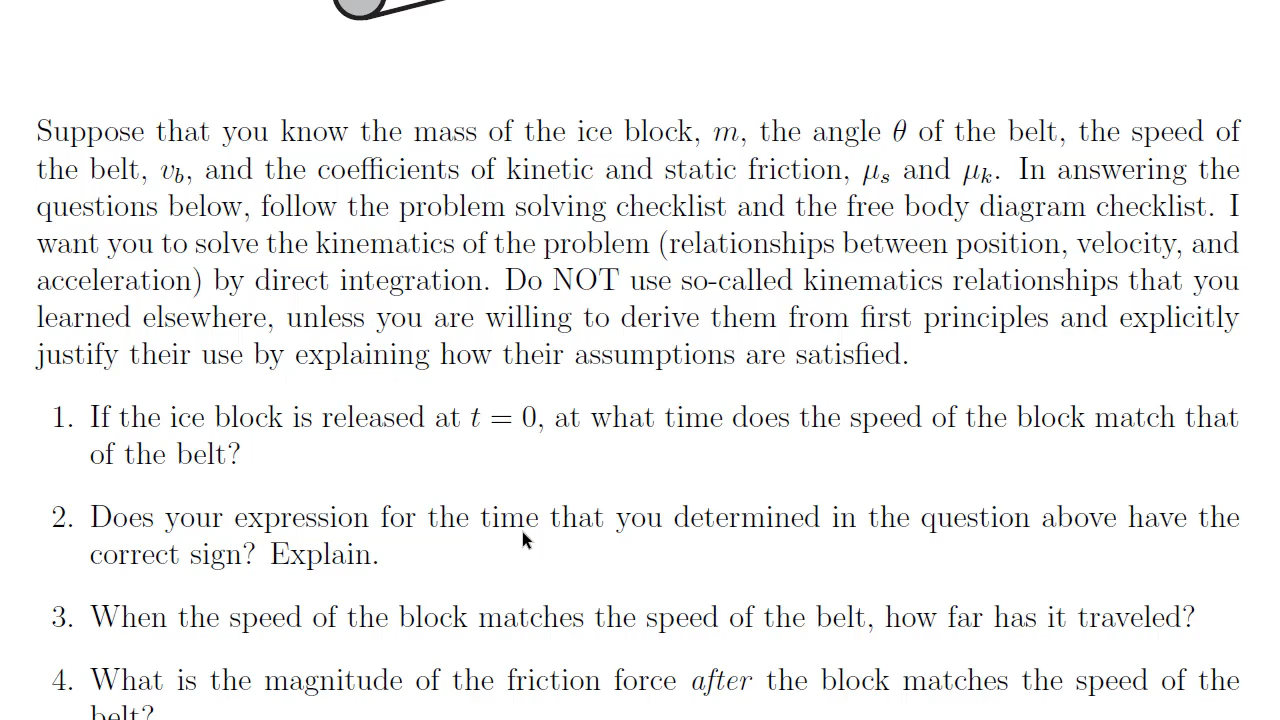 Suppose that you know the mass of the ice block, m, the angle θ of the belt, the speed of
the belt, v_b, and the coefficients of kinetic and static friction, μ_s and μ_k. In answering the
questions below, follow the problem solving checklist and the free body diagram checklist. I
want you to solve the kinematics of the problem (relationships between position, velocity, and
acceleration) by direct integration. Do NOT use so-called kinematics relationships that you
learned elsewhere, unless you are willing to derive them from first principles and explicitly
justify their use by explaining how their assumptions are satisfied.
1. If the ice block is released at t = 0, at what time does the speed of the block match that
of the belt?
2. Does your expression for the time that you determined in the question above have the
correct sign? Explain.
3. When the speed of the block matches the speed of the belt, how far has it traveled?
4. What is the magnitude of the friction force after the block matches the speed of the
belt?